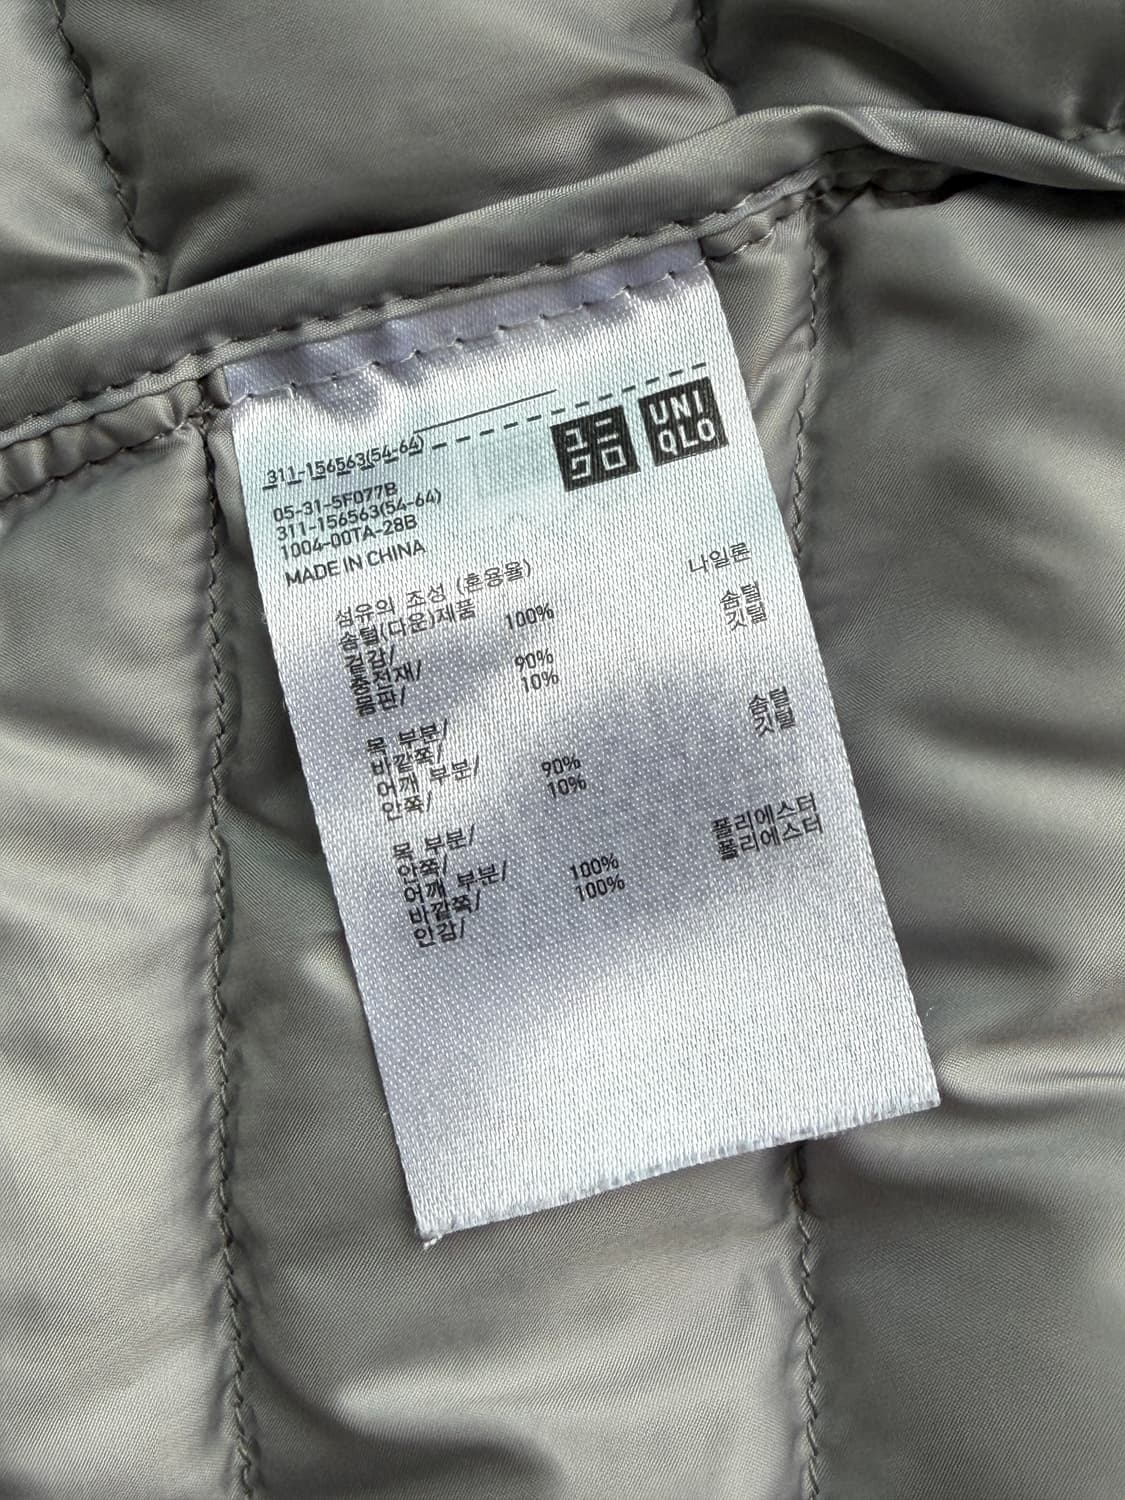 311-156563(54-64)
ユニ
クロ
UNI
QLO
05-31-5F077B
311-156563(54-64)
1004-00TA-28B
MADE IN CHINA
섬유의 조성 (혼용율)
솜털(다운)제품
겉감/ 100% 나일론
충전재/
몸판/ 90% 솜털
10% 깃털
목 부분/
바깥쪽/
어깨 부분/
안쪽/ 90% 솜털
10% 깃털
목 부분/
안쪽/
어깨 부분/
바깥쪽/ 100% 폴리에스터
안감/ 100% 폴리에스터